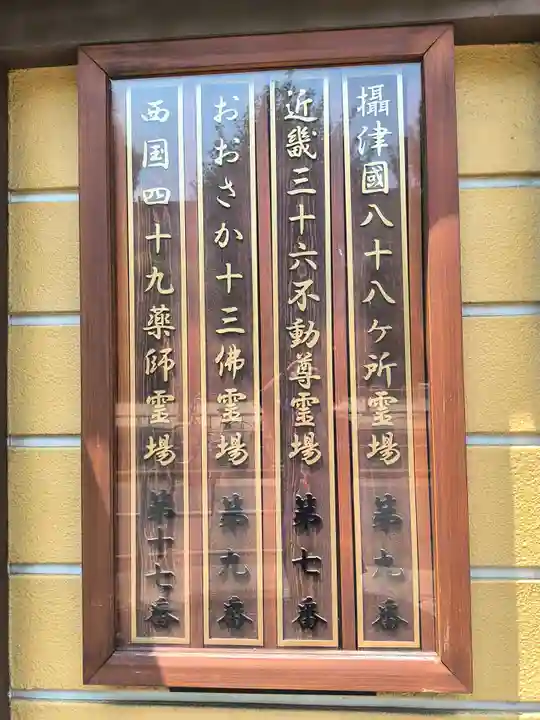 攝津國八十八ケ所霊場 第九番
近畿三十六不動尊霊場 第七番
おおさか十三佛霊場 第九番
西国四十九薬師霊場 第十七番